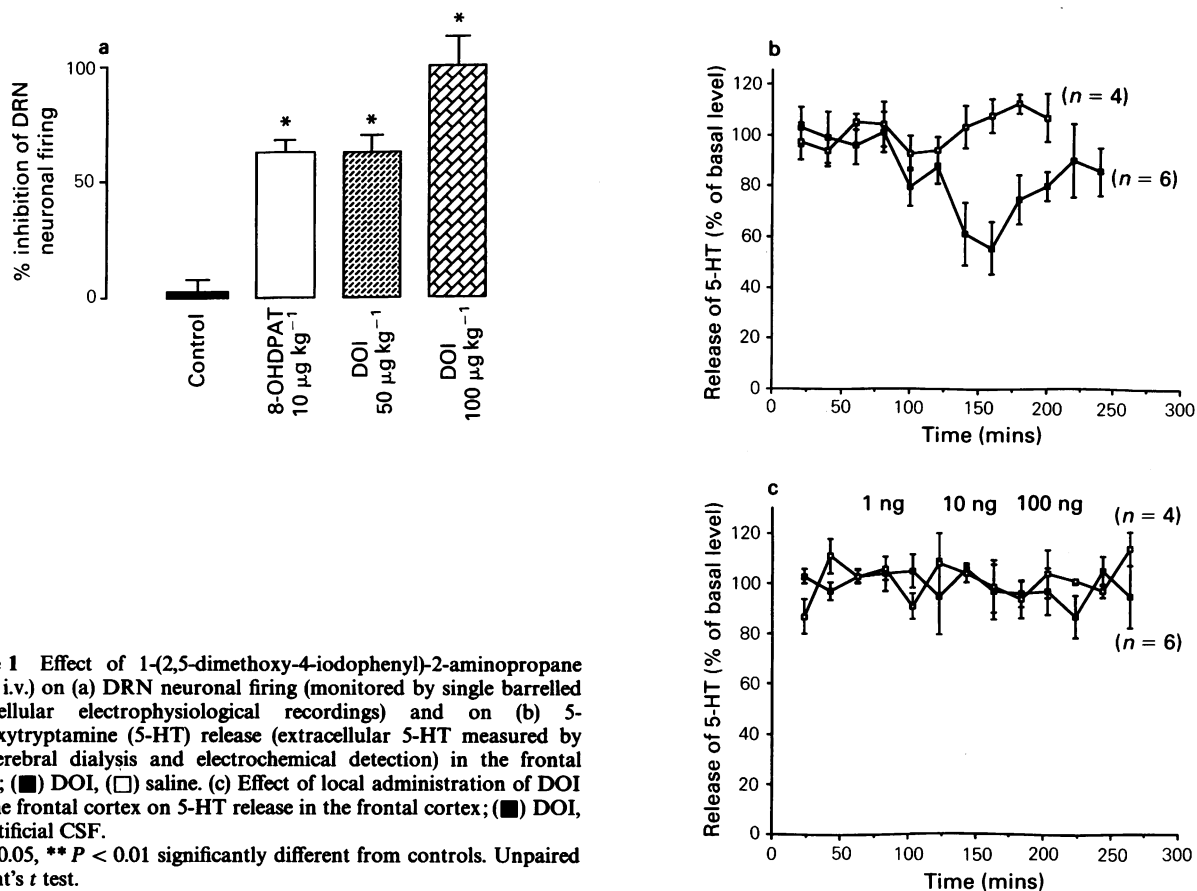 a
*
*
*
100
50
0
% inhibition of DRN
neuronal firing
Control
8-OHDPAT
10 µg kg⁻¹
DOI
50 µg kg⁻¹
DOI
100 µg kg⁻¹
b
120
100
80
60
40
20
0
Release of 5-HT (% of basal level)
(n = 4)
(n = 6)
0 50 100 150 200 250 300
Time (mins)
c
1 ng 10 ng 100 ng
120
100
80
60
40
20
0
Release of 5-HT (% of basal level)
(n = 4)
(n = 6)
0 50 100 150 200 250 300
Time (mins)
1 Effect of 1-(2,5-dimethoxy-4-iodophenyl)-2-aminopropane
i.v.) on (a) DRN neuronal firing (monitored by single barrelled
ellular electrophysiological recordings) and on (b) 5-
xytryptamine (5-HT) release (extracellular 5-HT measured by
erebral dialysis and electrochemical detection) in the frontal
; (■) DOI, (□) saline. (c) Effect of local administration of DOI
e frontal cortex on 5-HT release in the frontal cortex; (■) DOI,
tificial CSF.
0.05, ** P < 0.01 significantly different from controls. Unpaired
t's t test.